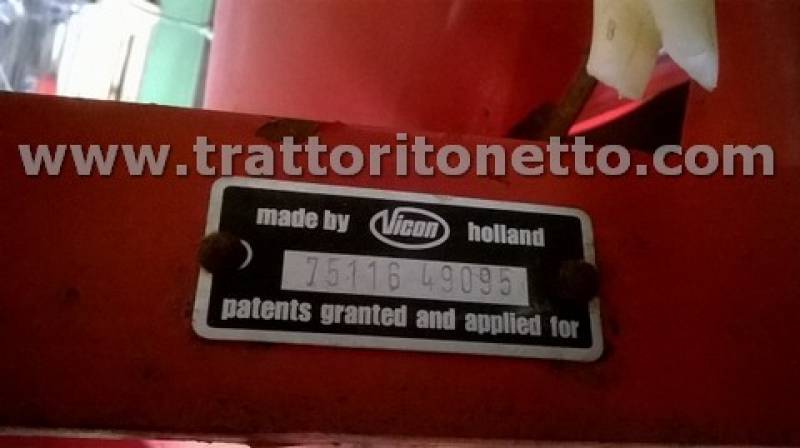 www.trattoritonetto.com
made by Vicon holland
75116 49095
patents granted and applied for